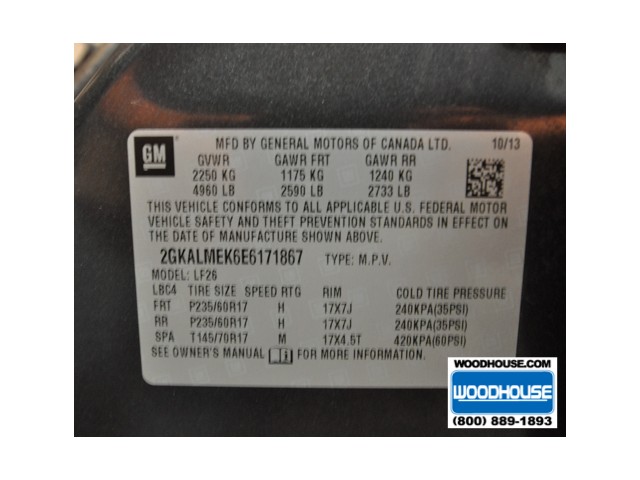 GM
MFD BY GENERAL MOTORS OF CANADA LTD. 10/13
GVWR GAWR FRT GAWR RR
2250 KG 1175 KG 1240 KG
4960 LB 2590 LB 2733 LB
THIS VEHICLE CONFORMS TO ALL APPLICABLE U.S. FEDERAL MOTOR
VEHICLE SAFETY AND THEFT PREVENTION STANDARDS IN EFFECT ON
THE DATE OF MANUFACTURE SHOWN ABOVE.
2GKALMEK6E6171867 TYPE: M.P.V.
MODEL: LF26
LBC4 TIRE SIZE SPEED RTG RIM COLD TIRE PRESSURE
FRT P235/60R17 H 17X7J 240KPA(35PSI)
RR P235/60R17 H 17X7J 240KPA(35PSI)
SPA T145/70R17 M 17X4.5T 420KPA(60PSI)
SEE OWNER'S MANUAL FOR MORE INFORMATION.
WOODHOUSE.COM
WOODHOUSE
(800) 889-1893